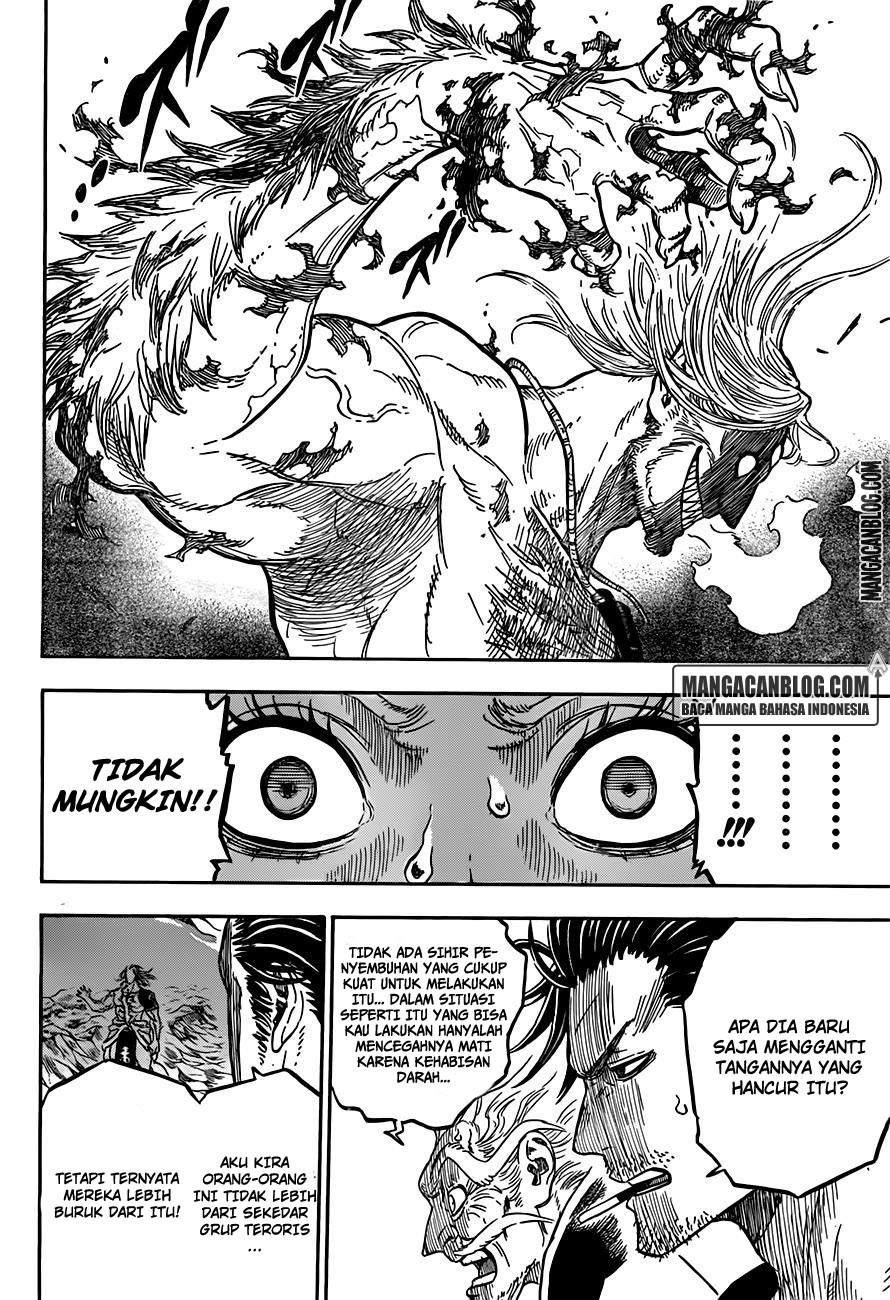 ズ
ズ
ズ
MANGACANBLOG.COM
MANGACANBLOG.COM
BACA MANGA BAHASA INDONESIA
TIDAK
MUNGKIN!!
!!!
APA DIA BARU
SAJA MENGGANTI
TANGANNYA YANG
HANCUR ITU?
TIDAK ADA SIHIR PE-
NYEMBUHAN YANG CUKUP
KUAT UNTUK MELAKUKAN
ITU... DALAM SITUASI
SEPERTI ITU YANG BISA
KAU LAKUKAN HANYALAH
MENCEGAHNYA MATI
KARENA KEHABISAN
DARAH...
AKU KIRA
ORANG-ORANG
INI TIDAK LEBIH
DARI SEKEDAR
GRUP TERORIS
...
TETAPI TERNYATA
MEREKA LEBIH
BURUK DARI ITU!